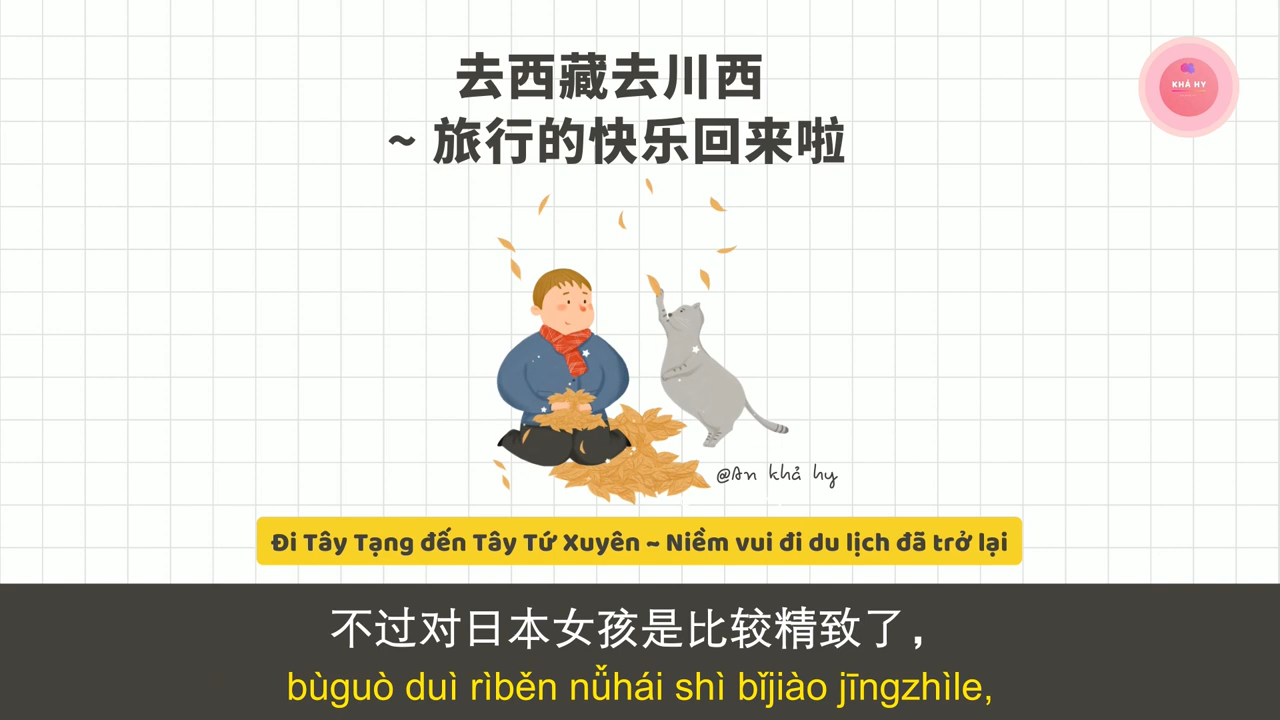 去西藏去川西
~ 旅行的快乐回来啦
KHẢ HY
@An khả hy
Đi Tây Tạng đến Tây Tứ Xuyên ~ Niềm vui đi du lịch đã trở lại
不过对日本女孩是比较精致了，
bùguò duì rìběn nǚhái shì bǐjiào jīngzhìle,